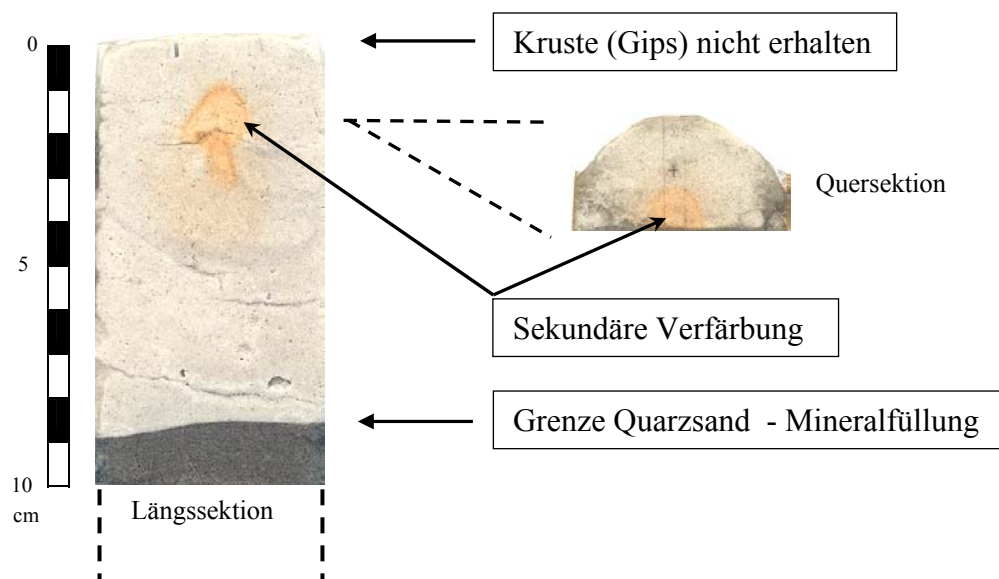 0
Kruste (Gips) nicht erhalten
Quersektion
5
Sekundäre Verfärbung
Grenze Quarzsand - Mineralfüllung
10
cm
Längssektion